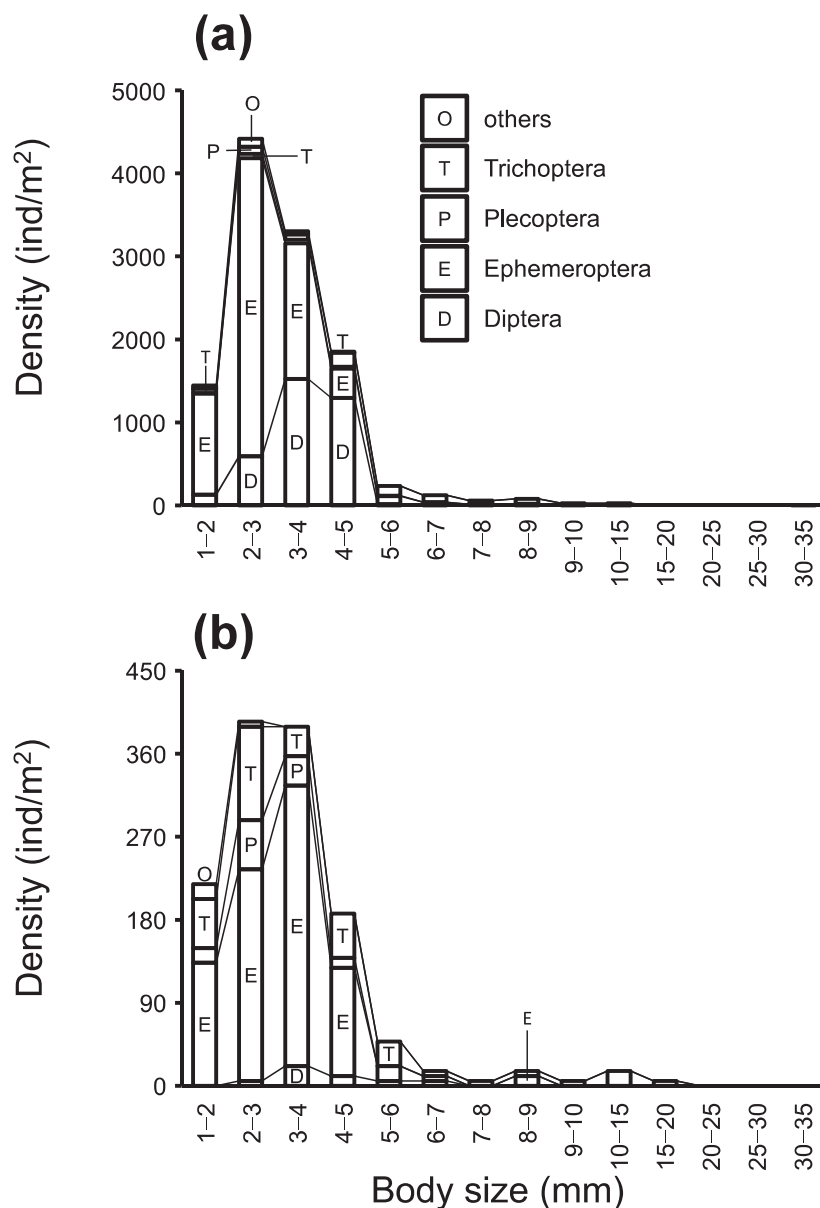 (a)
Density (ind/m²)
5000
4000
3000
2000
1000
0
O
P
T
T
E
E
T
E
E
D
D
D
O others
T Trichoptera
P Plecoptera
E Ephemeroptera
D Diptera
1–2
2–3
3–4
4–5
5–6
6–7
7–8
8–9
9–10
10–15
15–20
20–25
25–30
30–35
(b)
Density (ind/m²)
450
360
270
180
90
0
O
T
E
T
P
E
T
P
E
D
T
E
T
E
1–2
2–3
3–4
4–5
5–6
6–7
7–8
8–9
9–10
10–15
15–20
20–25
25–30
30–35
Body size (mm)